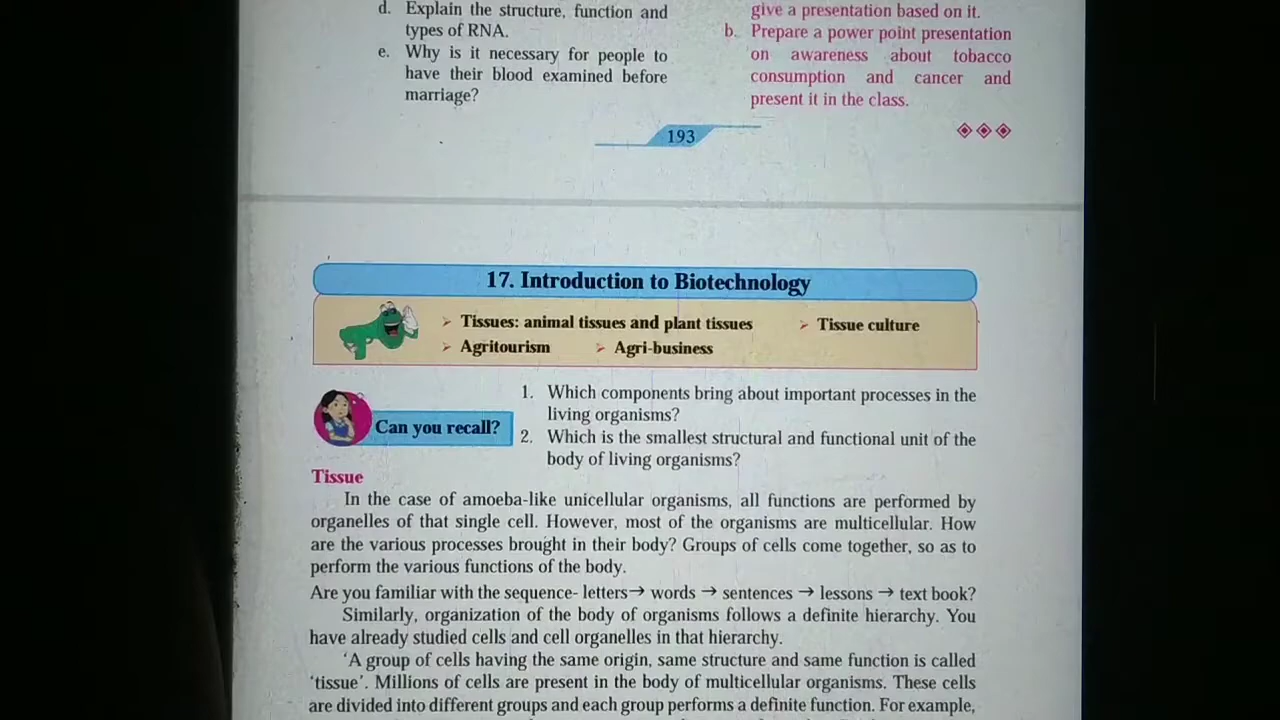 d. Explain the structure, function and
types of RNA.
e. Why is it necessary for people to
have their blood examined before
marriage?
give a presentation based on it.
b. Prepare a power point presentation
on awareness about tobacco
consumption and cancer and
present it in the class.
193
17. Introduction to Biotechnology
➢ Tissues: animal tissues and plant tissues ➢ Tissue culture
➢ Agritourism ➢ Agri-business
Can you recall?
1. Which components bring about important processes in the
living organisms?
2. Which is the smallest structural and functional unit of the
body of living organisms?
Tissue
In the case of amoeba-like unicellular organisms, all functions are performed by
organelles of that single cell. However, most of the organisms are multicellular. How
are the various processes brought in their body? Groups of cells come together, so as to
perform the various functions of the body.
Are you familiar with the sequence- letters→ words → sentences → lessons → text book?
Similarly, organization of the body of organisms follows a definite hierarchy. You
have already studied cells and cell organelles in that hierarchy.
‘A group of cells having the same origin, same structure and same function is called
‘tissue’. Millions of cells are present in the body of multicellular organisms. These cells
are divided into different groups and each group performs a definite function. For example,